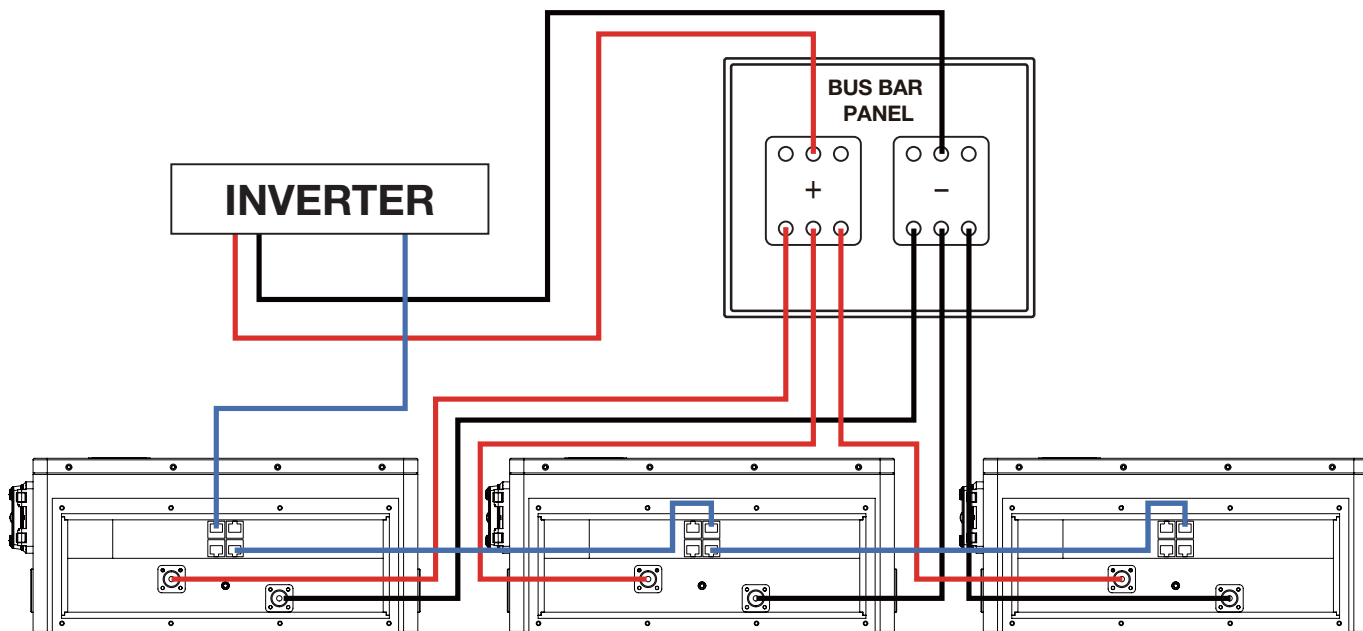 BUS BAR
PANEL
INVERTER
+
−